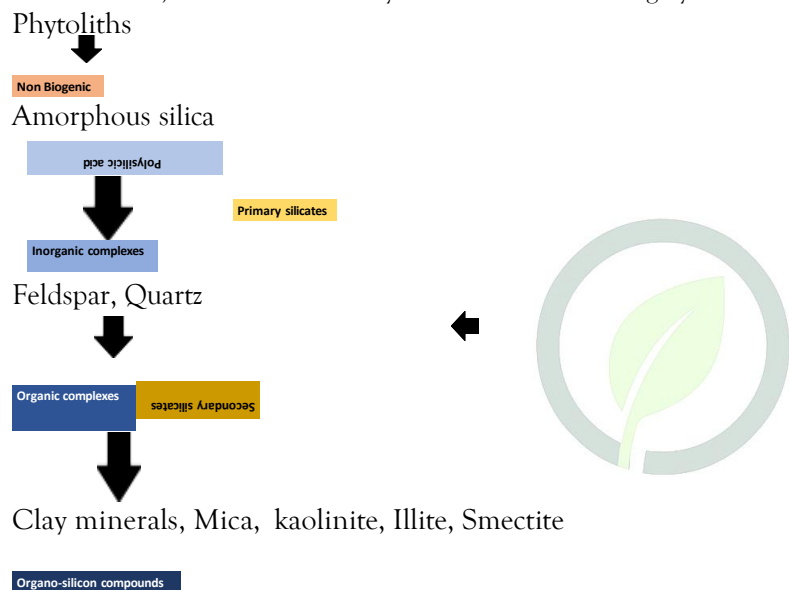 Phytoliths
Non Biogenic
Amorphous silica
Polysilicic acid
Primary silicates
Inorganic complexes
Feldspar, Quartz
Organic complexes
Secondary silicates
Clay minerals, Mica, kaolinite, Illite, Smectite
Organo-silicon compounds